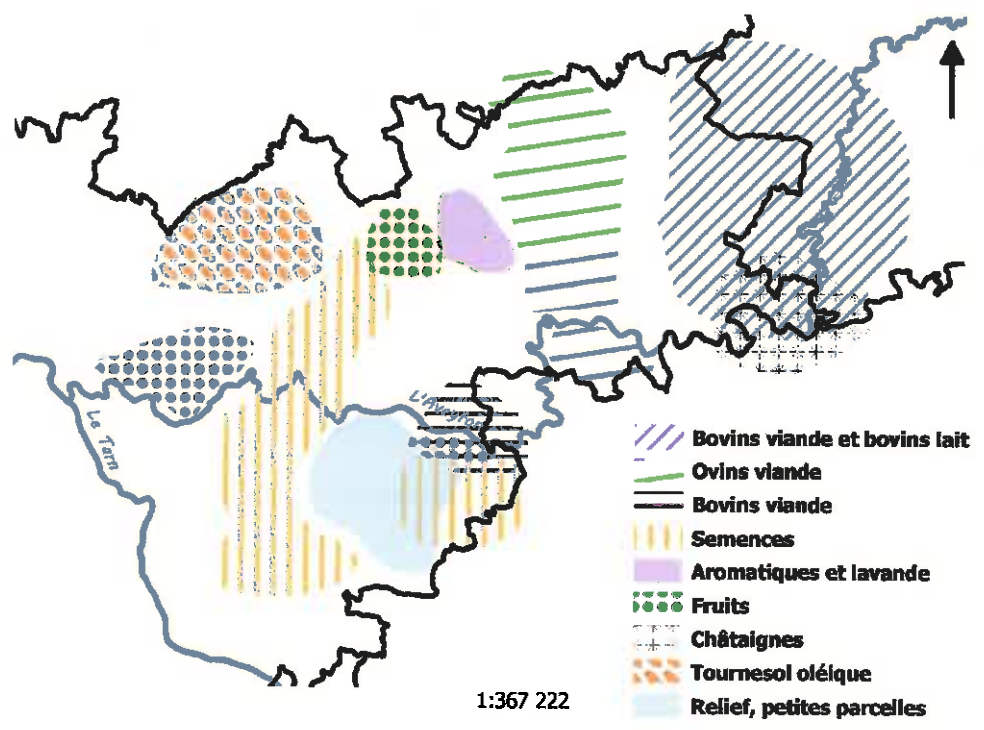 L'Aveyron
Le Tarn
Bovins viande et bovins lait
Ovins viande
Bovins viande
Semences
Aromatiques et lavande
Fruits
Châtaignes
Tournesol oléique
Relief, petites parcelles
1:367 222